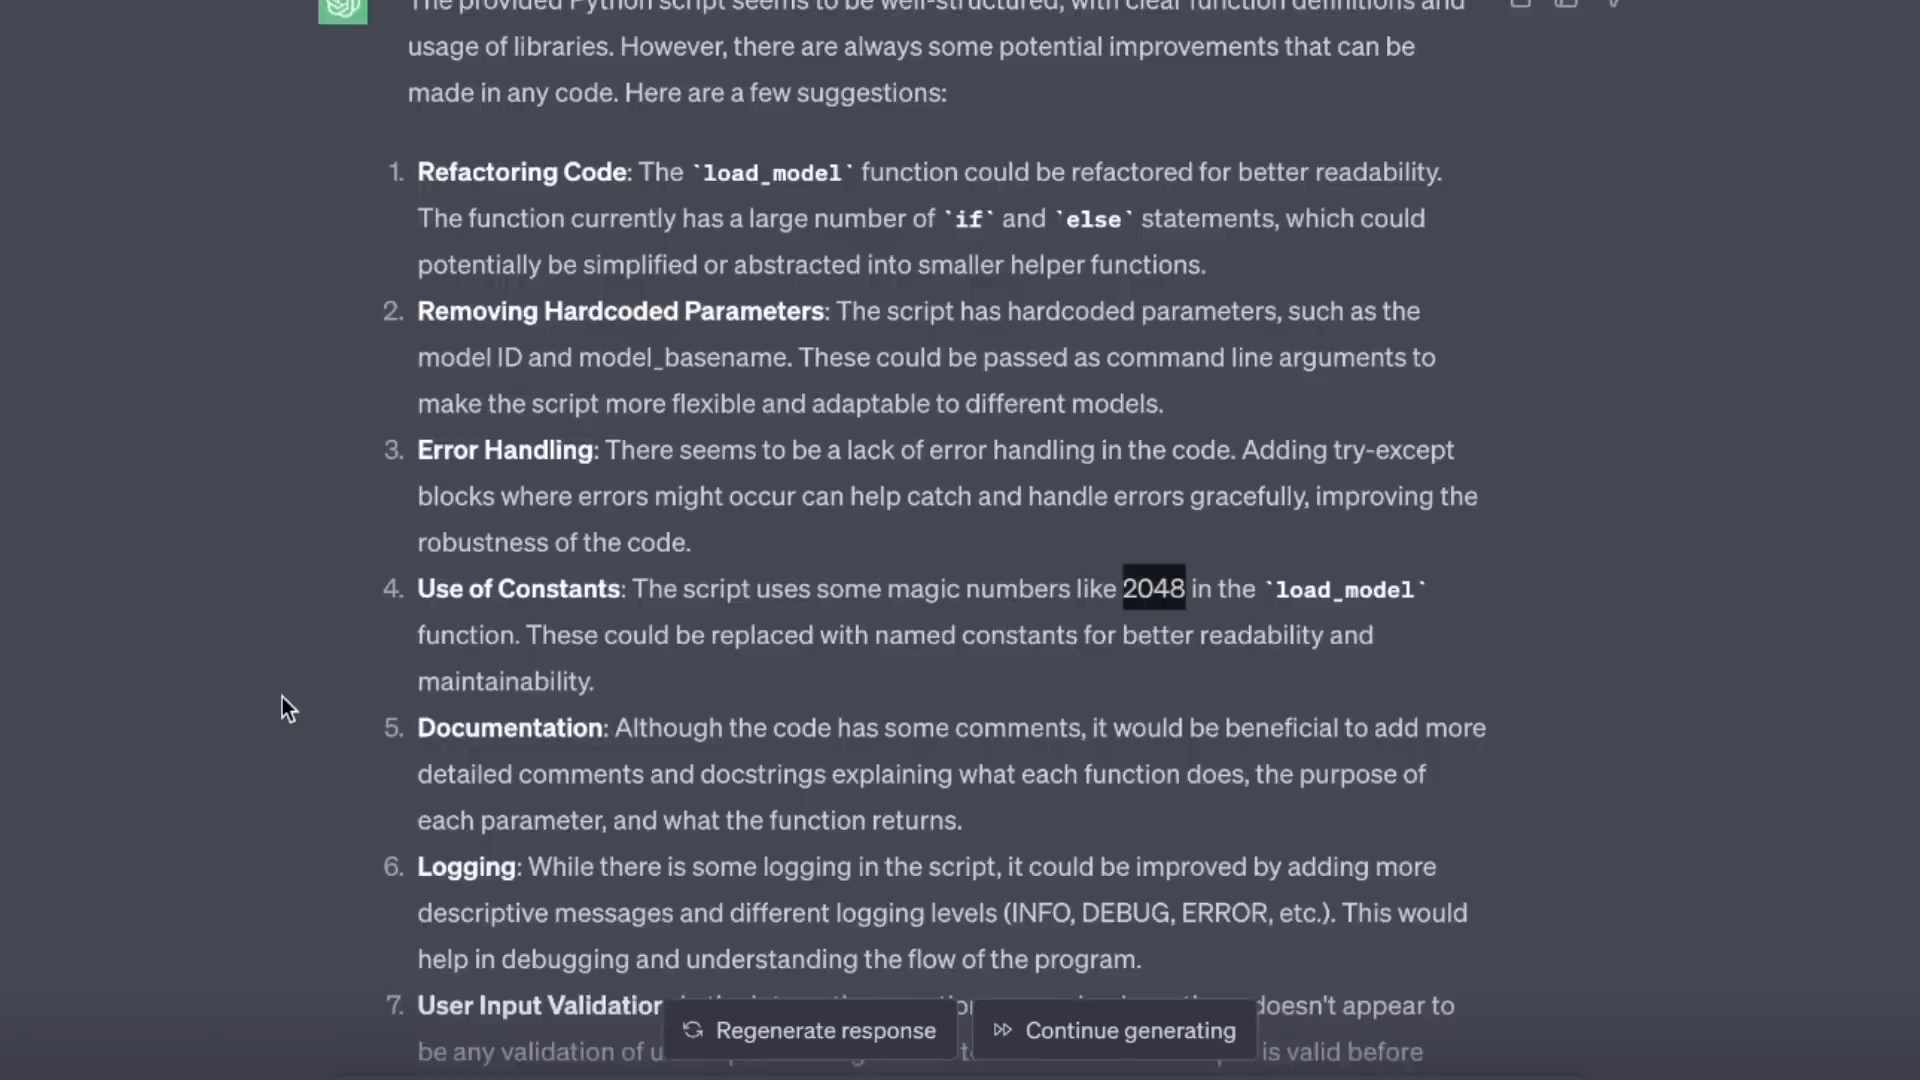 The provided Python script seems to be well-structured, with clear function definitions and
usage of libraries. However, there are always some potential improvements that can be
made in any code. Here are a few suggestions:
1. Refactoring Code: The `load_model` function could be refactored for better readability.
The function currently has a large number of `if` and `else` statements, which could
potentially be simplified or abstracted into smaller helper functions.
2. Removing Hardcoded Parameters: The script has hardcoded parameters, such as the
model ID and model_basename. These could be passed as command line arguments to
make the script more flexible and adaptable to different models.
3. Error Handling: There seems to be a lack of error handling in the code. Adding try-except
blocks where errors might occur can help catch and handle errors gracefully, improving the
robustness of the code.
4. Use of Constants: The script uses some magic numbers like 2048 in the `load_model`
function. These could be replaced with named constants for better readability and
maintainability.
5. Documentation: Although the code has some comments, it would be beneficial to add more
detailed comments and docstrings explaining what each function does, the purpose of
each parameter, and what the function returns.
6. Logging: While there is some logging in the script, it could be improved by adding more
descriptive messages and different logging levels (INFO, DEBUG, ERROR, etc.). This would
help in debugging and understanding the flow of the program.
7. User Input doesn't appear to
Regenerate response Continue generating
be any validation of is valid before